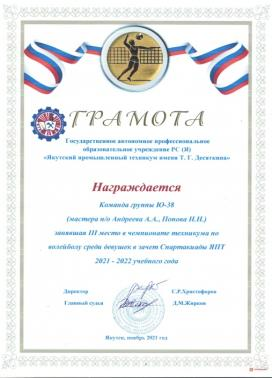 ГРАМОТА
Государственное автономное профессиональное
образовательное учреждение РС (Я)
«Якутский промышленный техникум имени Т. Г. Десяткина»
Награждается
Команда группы Ю-38
(мастера п/о Андреева А.А., Попова Н.Н.)
занявшая III место в чемпионате техникума по
волейболу среди девушек в зачет Спартакиады ЯПТ
2021 - 2022 учебного года
Директор С.Р.Христофоров
Главный судья Д.М.Жирков
Якутск, ноябрь, 2021 год